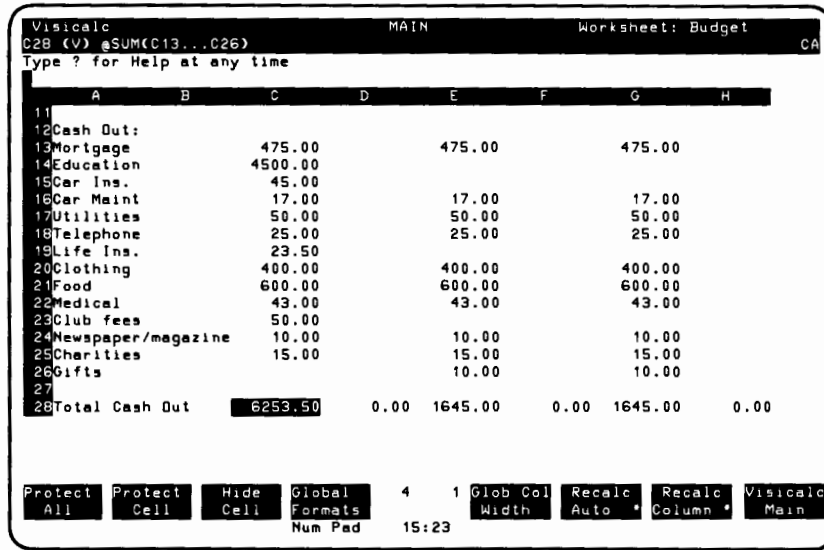 Visicalc MAIN Worksheet: Budget
C28 (V) @SUM(C13...C26) CA
Type ? for Help at any time
A B C D E F G H
11
12 Cash Out:
13 Mortgage 475.00 475.00 475.00
14 Education 4500.00
15 Car Ins. 45.00
16 Car Maint 17.00 17.00 17.00
17 Utilities 50.00 50.00 50.00
18 Telephone 25.00 25.00 25.00
19 Life Ins. 23.50
20 Clothing 400.00 400.00 400.00
21 Food 600.00 600.00 600.00
22 Medical 43.00 43.00 43.00
23 Club fees 50.00
24 Newspaper/magazine 10.00 10.00 10.00
25 Charities 15.00 15.00 15.00
26 Gifts 10.00 10.00
27
28 Total Cash Out 6253.50 0.00 1645.00 0.00 1645.00 0.00
Protect Protect Hide Global 4 1 Glob Col Recalc Recalc Visicalc
All Cell Cell Formats Width Auto * Column * Main
Num Pad 15:23